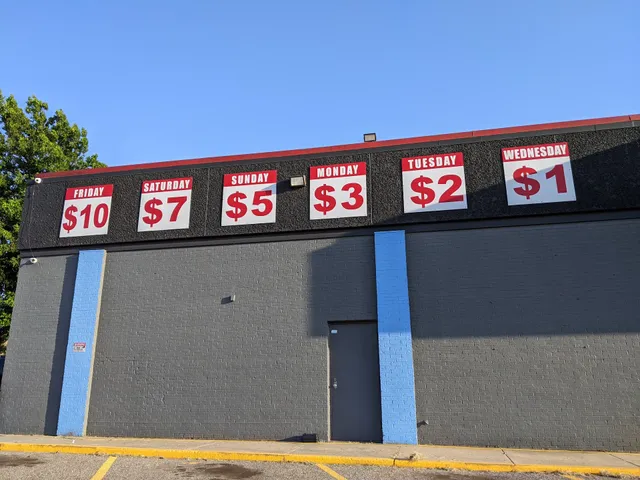 FRIDAY
$10
SATURDAY
$7
SUNDAY
$5
MONDAY
$3
TUESDAY
$2
WEDNESDAY
$1